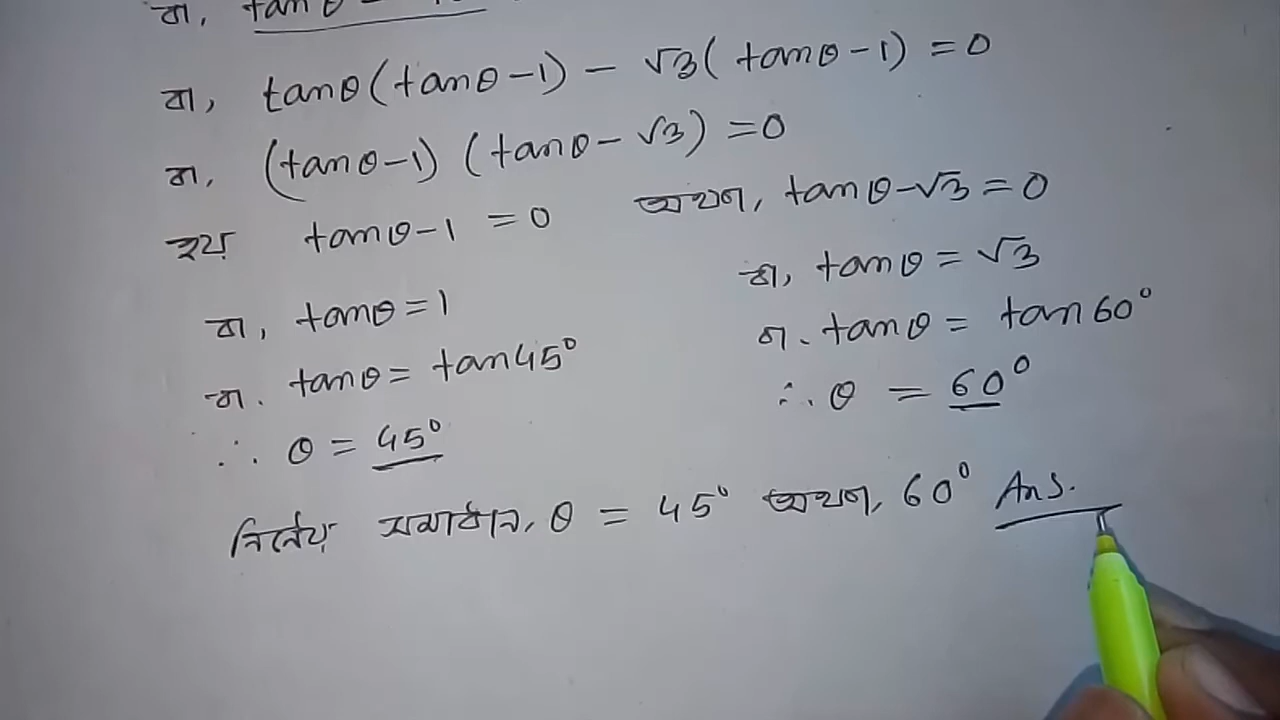 বা, tanθ
বা, tanθ(tanθ-1) - √3(tanθ-1) = 0
বা, (tanθ-1) (tanθ-√3) = 0
হয় tanθ-1 = 0 অথবা, tanθ-√3 = 0
বা, tanθ = 1 বা, tanθ = √3
বা. tanθ = tan45° বা. tanθ = tan60°
∴ θ = 45° ∴ θ = 60°
নির্ণেয় সমাধান, θ = 45° অথবা, 60° Ans.